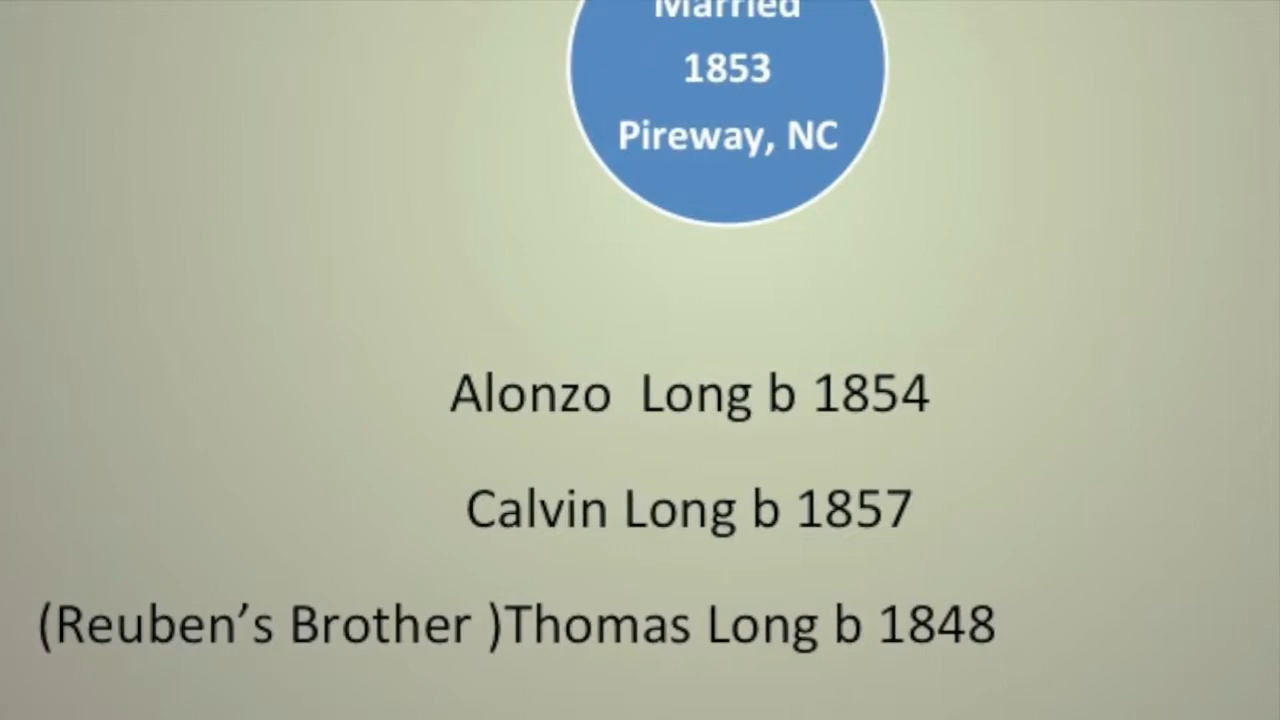 Married
1853
Pireway, NC
Alonzo  Long b 1854
Calvin Long b 1857
(Reuben’s Brother )Thomas Long b 1848